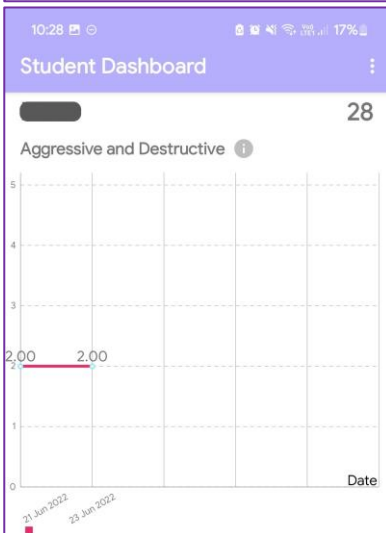 10:28 17%
Student Dashboard
28
Aggressive and Destructive
5
4
3
2.00 2.00
2
1
0
Date
21 Jun 2022 23 Jun 2022